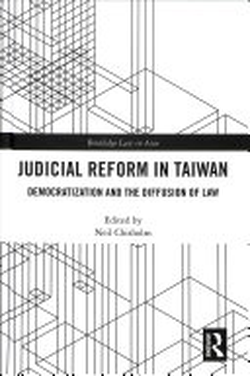 Routledge Law in Asia
JUDICIAL REFORM IN TAIWAN
DEMOCRATIZATION AND THE DIFFUSION OF LAW
Edited by
Neil Chisholm
R